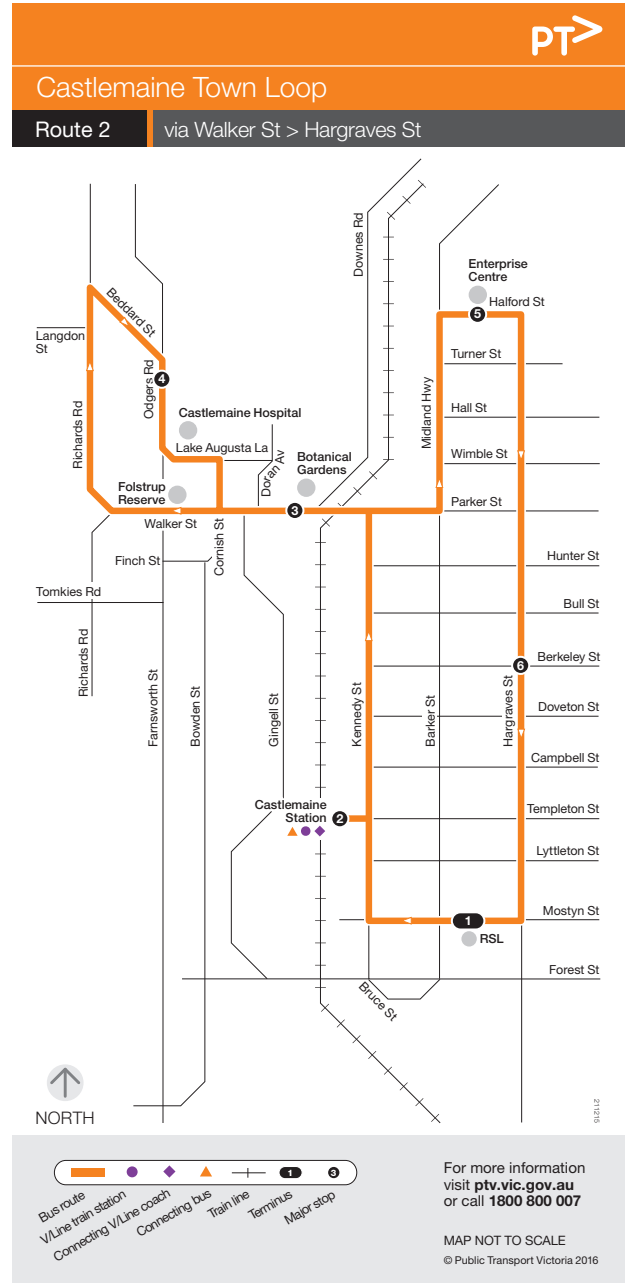 PT>
Castlemaine Town Loop
Route 2
via Walker St > Hargraves St
Downes Rd
Enterprise
Centre
Halford St
5
Beddard St
Langdon
St
Turner St
Odgers Rd
4
Midland Hwy
Castlemaine Hospital
Hall St
Richards Rd
Lake Augusta La
Doran Av
Botanical
Gardens
Wimble St
Folstrup
Reserve
3
Parker St
Walker St
Cornish St
Finch St
Hunter St
Tomkies Rd
Bull St
Richards Rd
Farnsworth St
Bowden St
Gingell St
Kennedy St
Barker St
Hargraves St
6
Berkeley St
Doveton St
Campbell St
Castlemaine
Station
2
Templeton St
Lyttleton St
1
Mostyn St
RSL
Forest St
Bruce St
NORTH
211215
1
3
Bus route
V/Line train station
Connecting V/Line coach
Connecting bus
Train line
Terminus
Major stop
For more information
visit ptv.vic.gov.au
or call 1800 800 007
MAP NOT TO SCALE
© Public Transport Victoria 2016